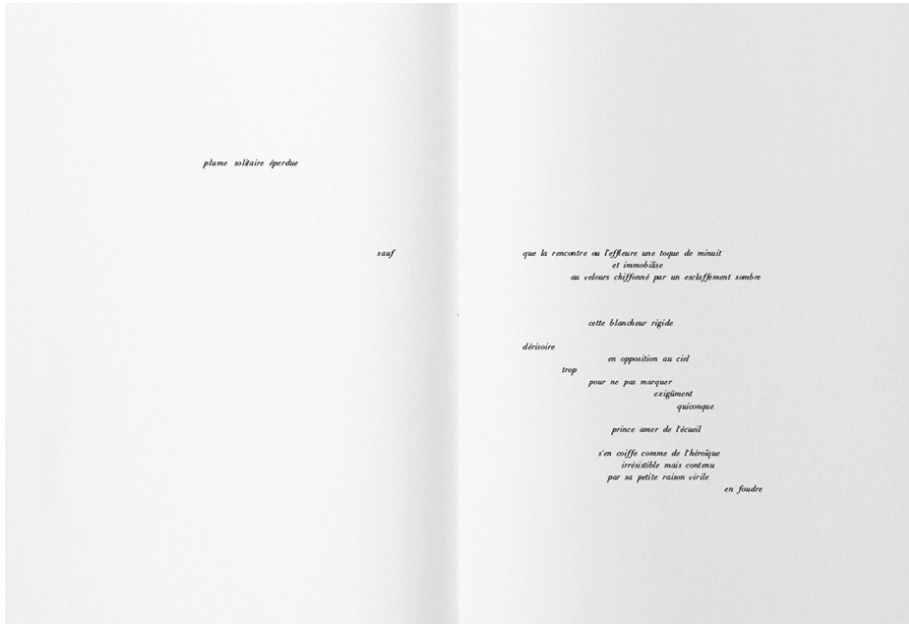 plume solitaire éperdue
sauf
que la rencontre ou l'effleure une toque de minuit
et immobilise
au velours chiffonné par un esclaffement sombre
cette blancheur rigide
dérisoire
en opposition au ciel
trop
pour ne pas marquer
exigüment
quiconque
prince amer de l'écueil
s'en coiffe comme de l'héroïque
irrésistible mais contenu
par sa petite raison virile
en foudre